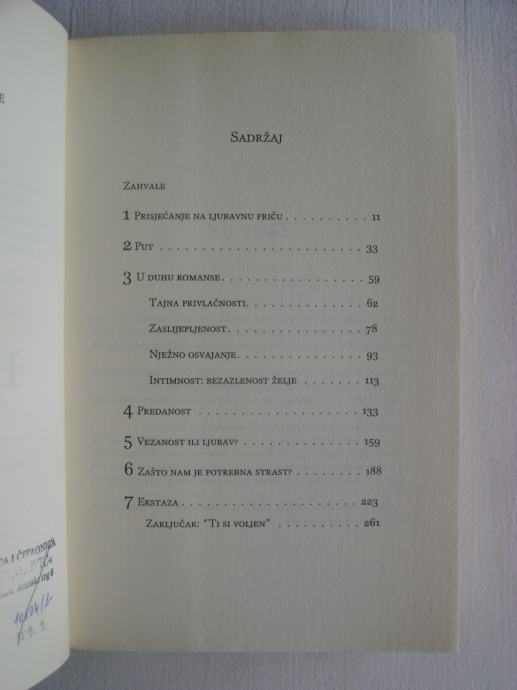 E
SADRŽAJ
ZAHVALE
1 PRISJEĆANJE NA LJUBAVNU PRIČU . . . . . . . . . . 11
2 PUT . . . . . . . . . . . . . . . . . . . . . . . . . 33
3 U DUHU ROMANSE . . . . . . . . . . . . . . . . . 59
TAJNA PRIVLAČNOSTI . . . . . . . . . . . . . . 62
ZASLIJEPLJENOST . . . . . . . . . . . . . . . . 78
NJEŽNO OSVAJANJE . . . . . . . . . . . . . . . 93
INTIMNOST: BEZAZLENOST ŽELJE . . . . . . . 113
4 PREDANOST . . . . . . . . . . . . . . . . . . . 133
5 VEZANOST ILI LJUBAV? . . . . . . . . . . . . . . 159
6 ZAŠTO NAM JE POTREBNA STRAST? . . . . . . . . 188
7 EKSTAZA . . . . . . . . . . . . . . . . . . . . . 223
ZAKLJUČAK: "TI SI VOLJEN" . . . . . . . . . . 261
CA I ČITAONICA